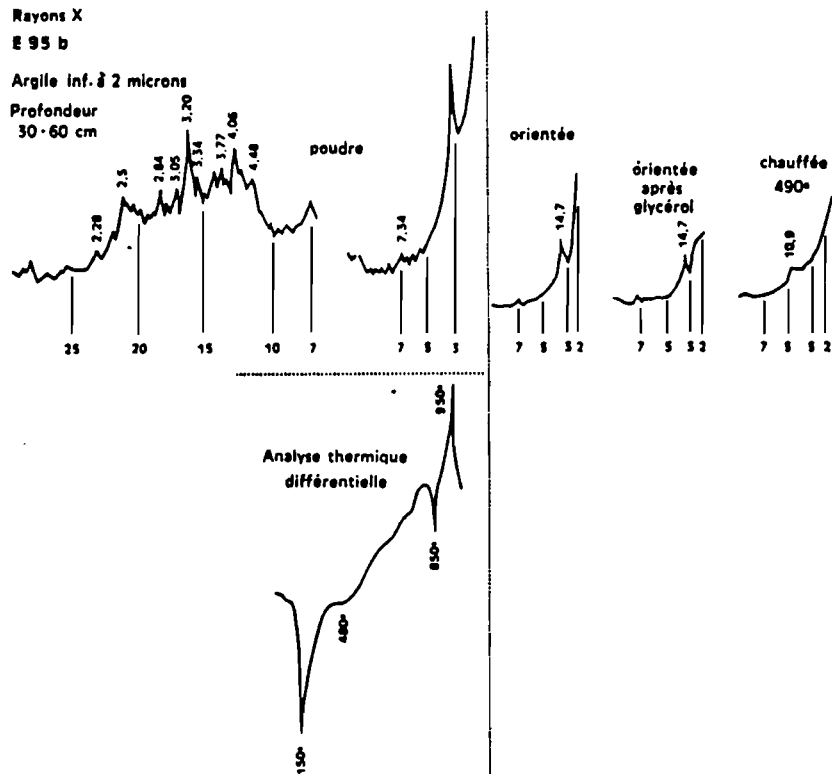 Rayons X
E 95 b
Argile inf. à 2 microns
Profondeur
30-60 cm
poudre
orientée
orientée
après
glycérol
chauffée
490°
2,28
2,5
2,84
3,05
3,20
3,34
3,77
4,06
4,48
7,34
14,7
14,7
10,9
25
20
15
10
7
7
5
3
7
5
3
2
7
5
3
2
7
5
2
Analyse thermique
différentielle
950°
850°
480°
150°